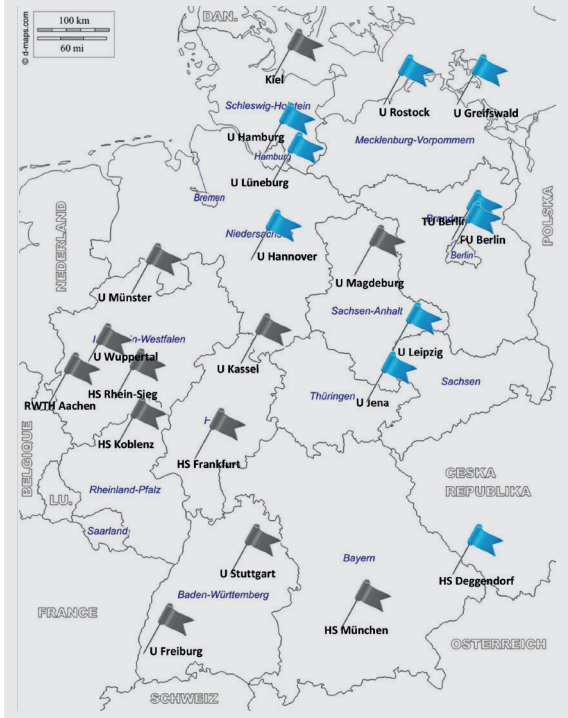 © d-maps.com
100 km
60 mi
DAN.
Kiel
Schleswig-Holstein
U Rostock
U Greifswald
Mecklenburg-Vorpommern
U Hamburg
Hamburg
U Lüneburg
Bremen
NEDERLAND
POLSKA
TU Berlin
FU Berlin
Berlin
U Hannover
U Magdeburg
U Münster
Sachsen-Anhalt
U Wuppertal
U Leipzig
U Kassel
HS Rhein-Sieg
RWTH Aachen
Thüringen
Sachsen
U Jena
HS Koblenz
HS Frankfurt
BELGIQUE
LU.
Rheinland-Pfalz
CESKA
REPUBLIKA
Saarland
U Stuttgart
Bayern
HS Deggendorf
Baden-Württemberg
FRANCE
HS München
U Freiburg
OSTERREICH
SCHWEIZ